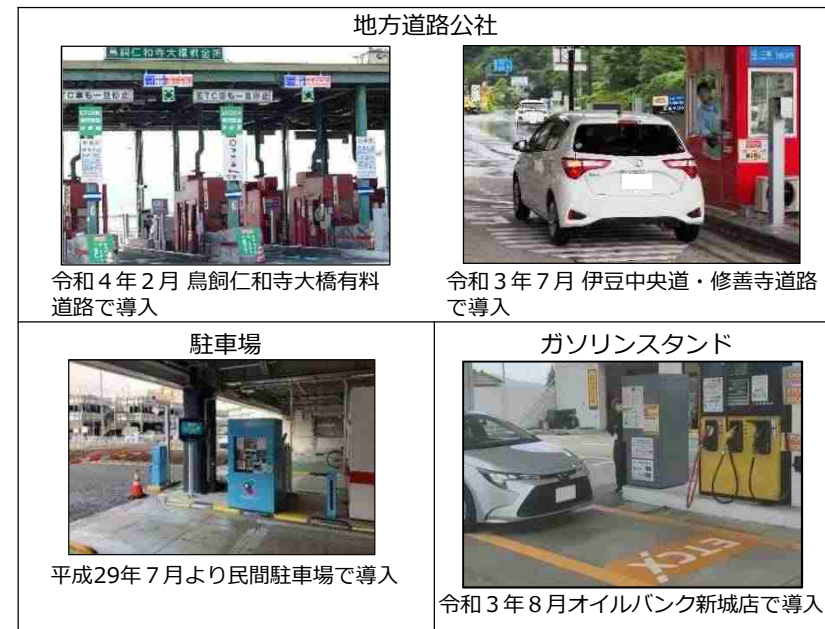 地方道路公社
鳥飼仁和寺大橋料金所
ETC車も一旦停止
ETC車も一旦停止
令和４年２月 鳥飼仁和寺大橋有料
道路で導入
令和３年７月 伊豆中央道・修善寺道路
で導入
駐車場
ガソリンスタンド
ETCX
平成29年７月より民間駐車場で導入
令和３年８月オイルバンク新城店で導入